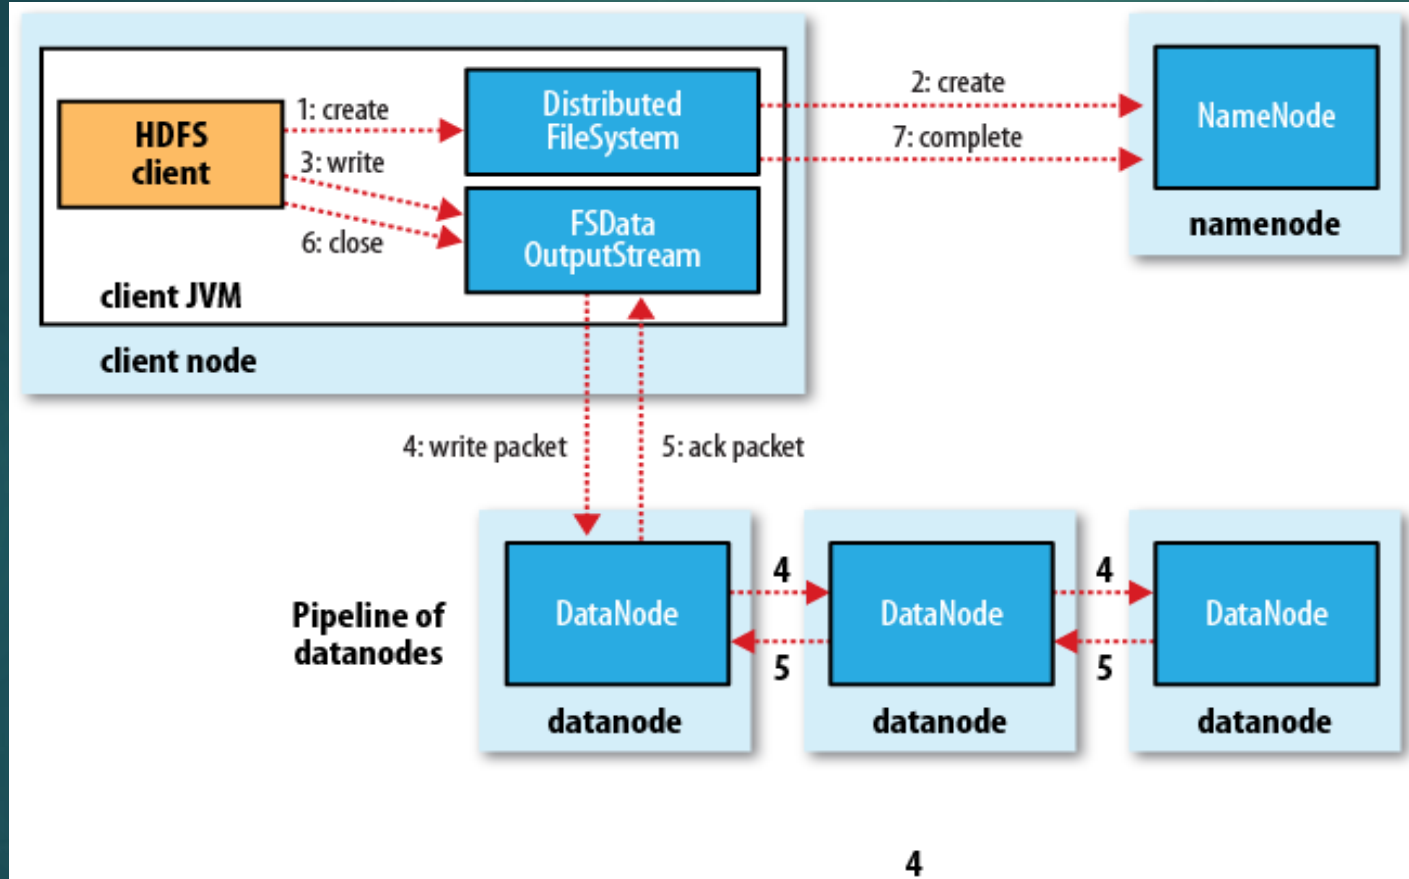 HDFS
client
1: create
3: write
6: close
Distributed
FileSystem
FSData
OutputStream
client JVM
client node
2: create
7: complete
NameNode
namenode
4: write packet
5: ack packet
Pipeline of
datanodes
DataNode
datanode
4
5
DataNode
datanode
4
5
DataNode
datanode
4